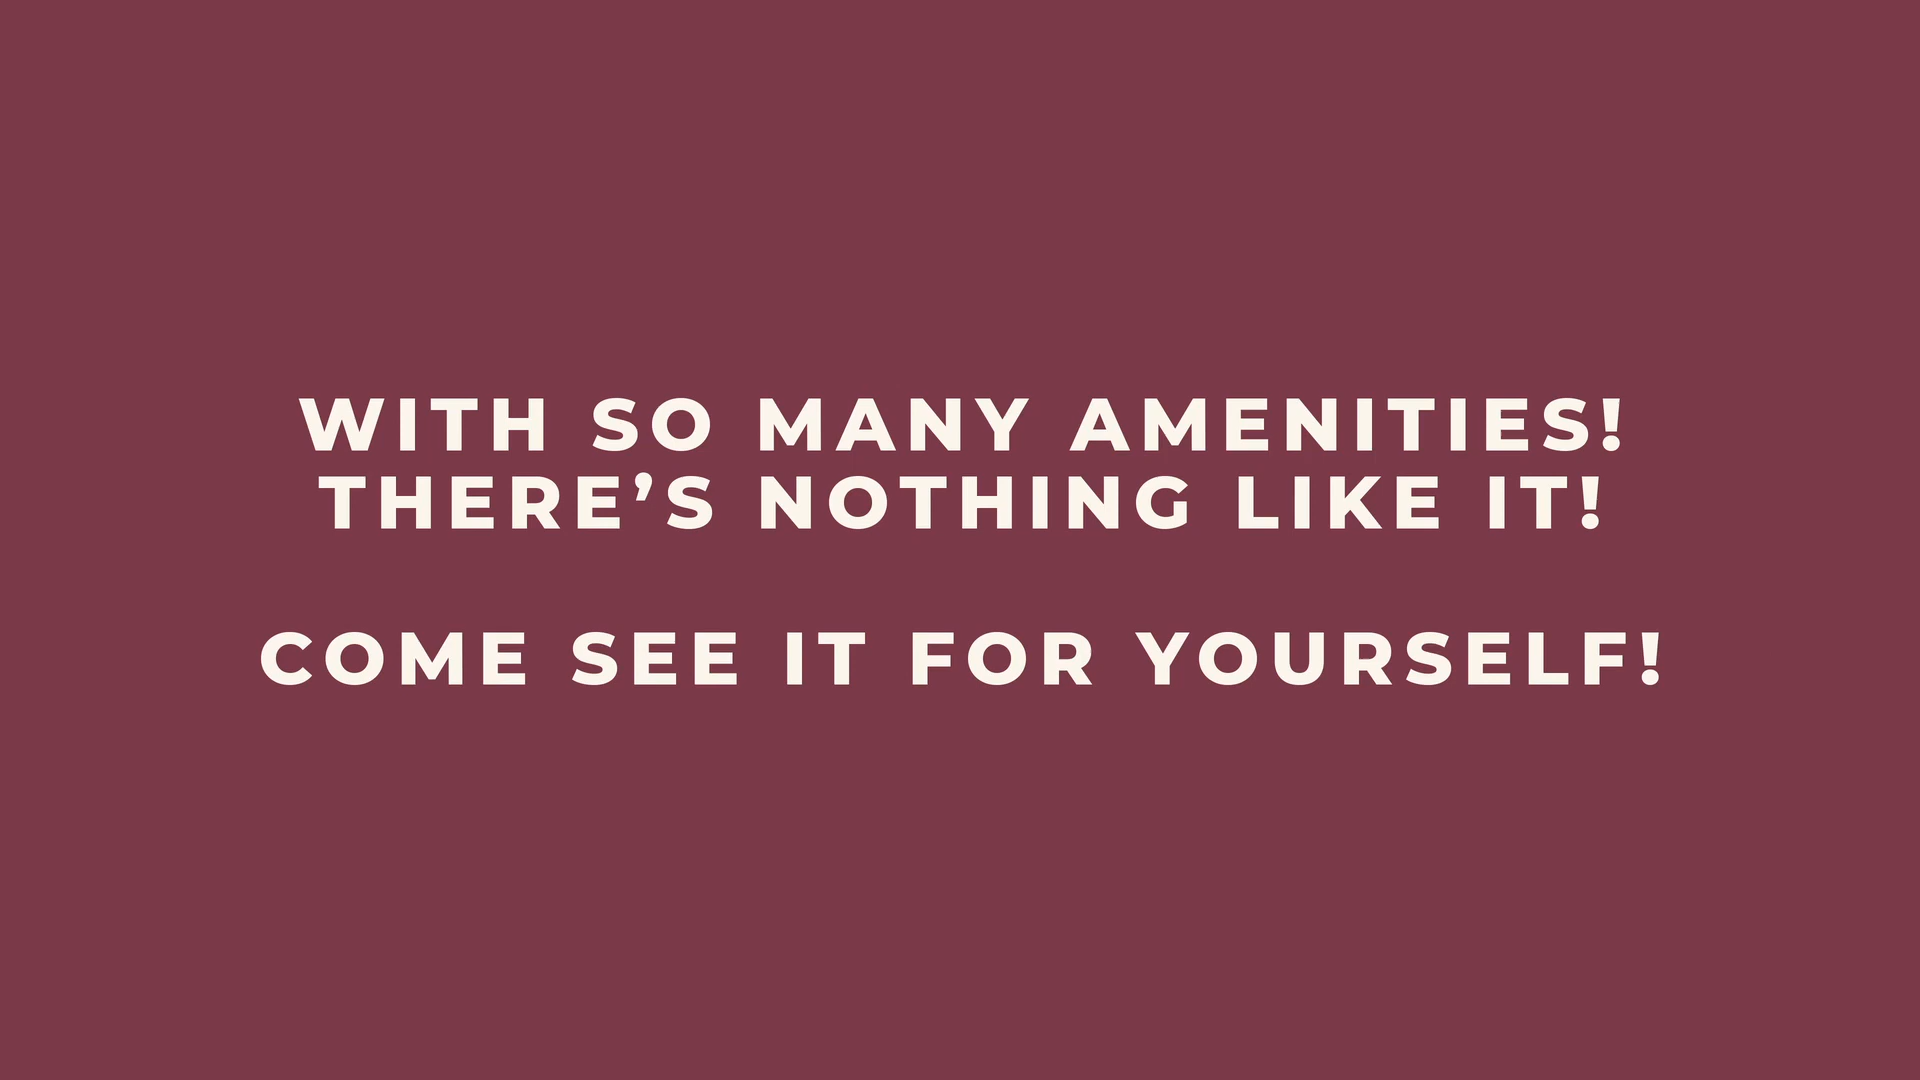 WITH SO MANY AMENITIES!
THERE’S NOTHING LIKE IT!
COME SEE IT FOR YOURSELF!